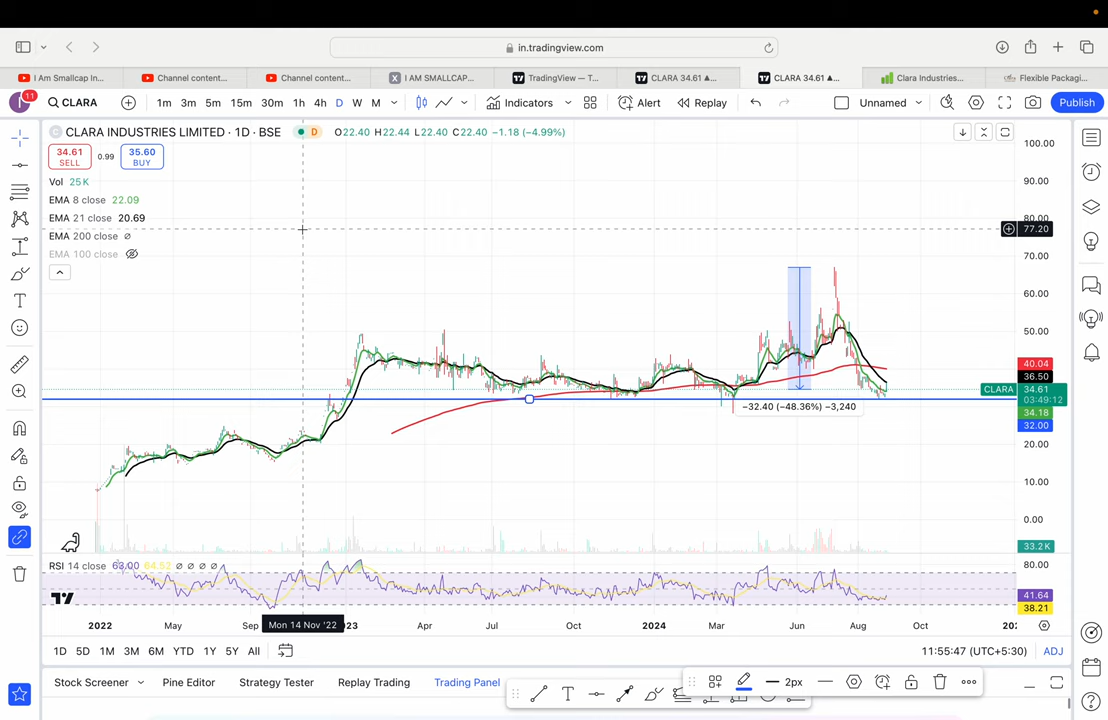 in.tradingview.com
I Am Smallcap In...
Channel content...
Channel content...
I AM SMALLCAP...
TradingView — T...
CLARA 34.61 ▲...
CLARA 34.61 ▲...
Clara Industries...
Flexible Packagi...
11
CLARA
1m 3m 5m 15m 30m 1h 4h D W M
Indicators
Alert
Replay
Unnamed
Publish
CLARA INDUSTRIES LIMITED · 1D · BSE
D
O22.40 H22.44 L22.40 C22.40 −1.18 (−4.99%)
34.61
SELL
0.99
35.60
BUY
Vol 25K
EMA 8 close 22.09
EMA 21 close 20.69
EMA 200 close ∅
EMA 100 close
100.00
90.00
80.00
77.20
70.00
60.00
50.00
40.04
36.50
CLARA 34.61
03:49:12
34.18
32.00
20.00
10.00
0.00
33.2K
−32.40 (−48.36%) −3,240
RSI 14 close 63.00 64.52 ∅ ∅ ∅ ∅
80.00
41.64
38.21
2022 May Sep Mon 14 Nov '22 23 Apr Jul Oct 2024 Mar Jun Aug Oct 202
1D 5D 1M 3M 6M YTD 1Y 5Y All
11:55:47 (UTC+5:30)
ADJ
Stock Screener
Pine Editor
Strategy Tester
Replay Trading
Trading Panel
2px